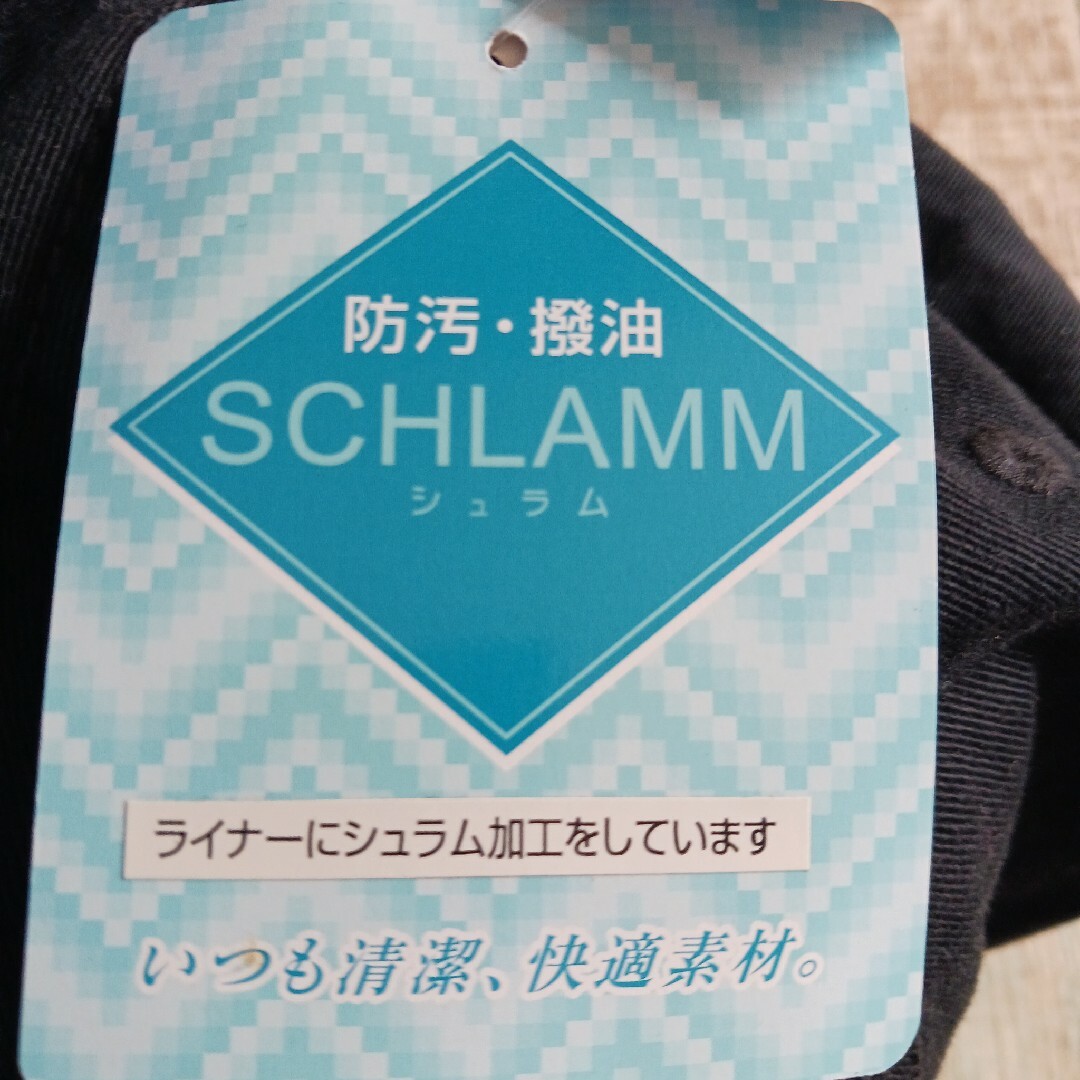 防汚・撥油
SCHLAMM
シュラム
ライナーにシュラム加工をしています
いつも清潔、快適素材。